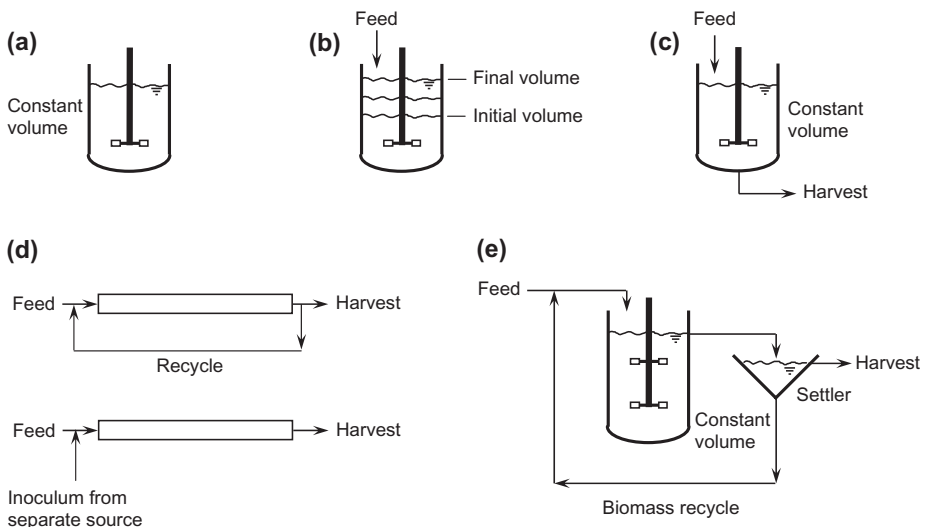 (a)
Constant
volume
(b)
Feed
Final volume
Initial volume
(c)
Feed
Constant
volume
Harvest
(d)
Feed
Harvest
Recycle
Feed
Harvest
Inoculum from
separate source
(e)
Feed
Harvest
Settler
Constant
volume
Biomass recycle